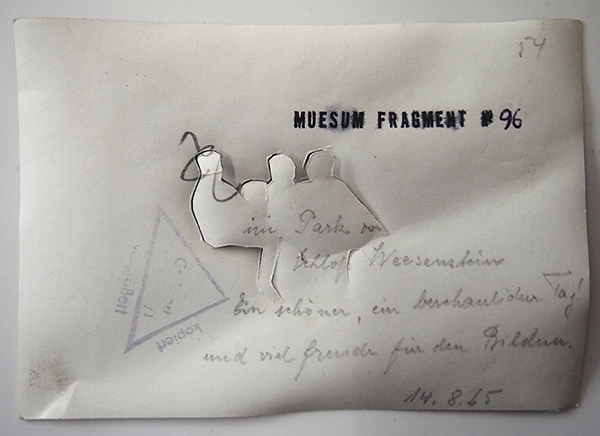 54
MUESUM FRAGMENT # 96
im Park von
Schloß Weesenstein
Ein schöner, ein beschaulicher Tag!
und viel freude für den Bildner.
14.8.65
kopiert